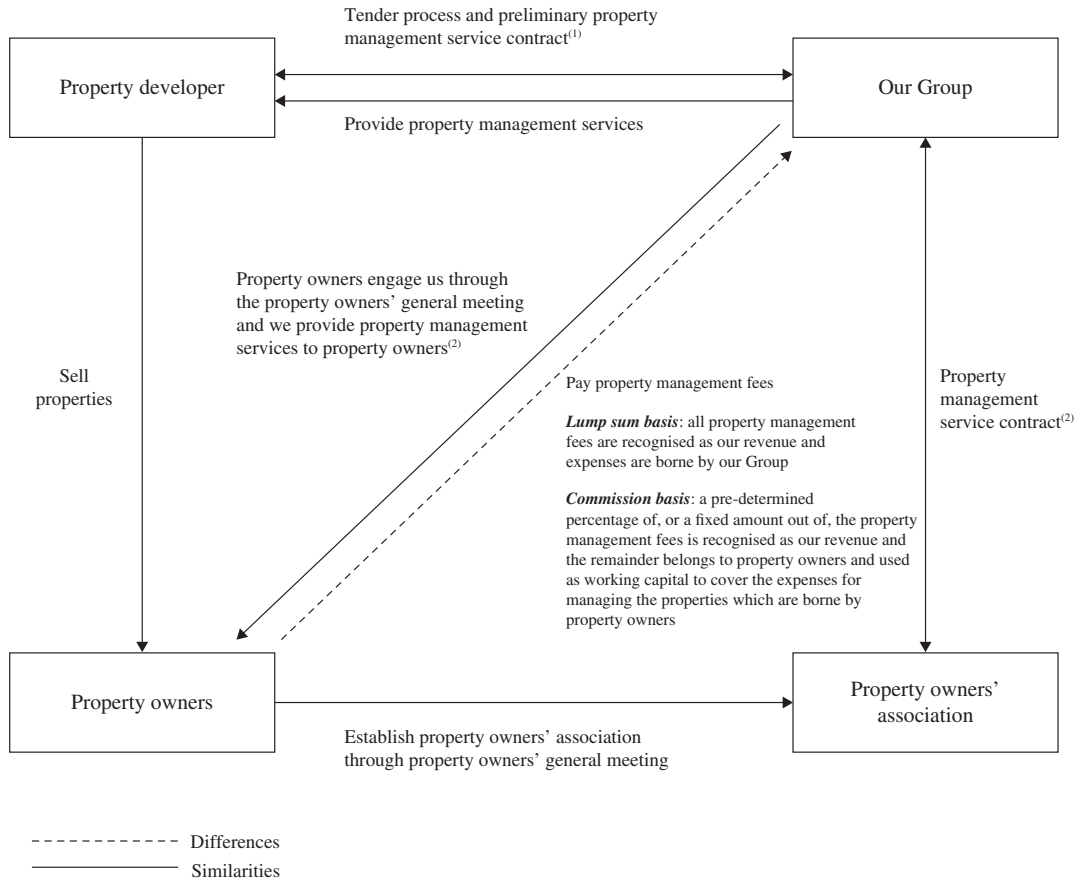 Tender process and preliminary property
management service contract(1)
Property developer
Our Group
Provide property management services
Property owners engage us through
the property owners’ general meeting
and we provide property management
services to property owners(2)
Sell
properties
Pay property management fees
Lump sum basis: all property management
fees are recognised as our revenue and
expenses are borne by our Group
Commission basis: a pre-determined
percentage of, or a fixed amount out of, the property
management fees is recognised as our revenue and
the remainder belongs to property owners and used
as working capital to cover the expenses for
managing the properties which are borne by
property owners
Property
management
service contract(2)
Property owners
Property owners’
association
Establish property owners’ association
through property owners’ general meeting
Differences
Similarities